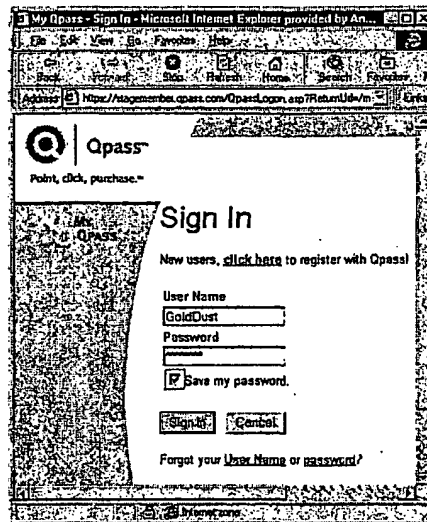 My Qpass - Sign In - Microsoft Internet Explorer provided by An...
File Edit View Go Favorites Help
Back Forward Stop Refresh Home Search Favorites
Address https://stagemember.qpass.com/QpassLogon.asp?ReturnUrl=/m Links
Qpass™
Point, click, purchase.™
My
QPASS
Sign In
New users, click here to register with Qpass!
User Name
GoldDust
Password
*******
Save my password.
Sign In Cancel
Forgot your User Name or password?
Internet zone